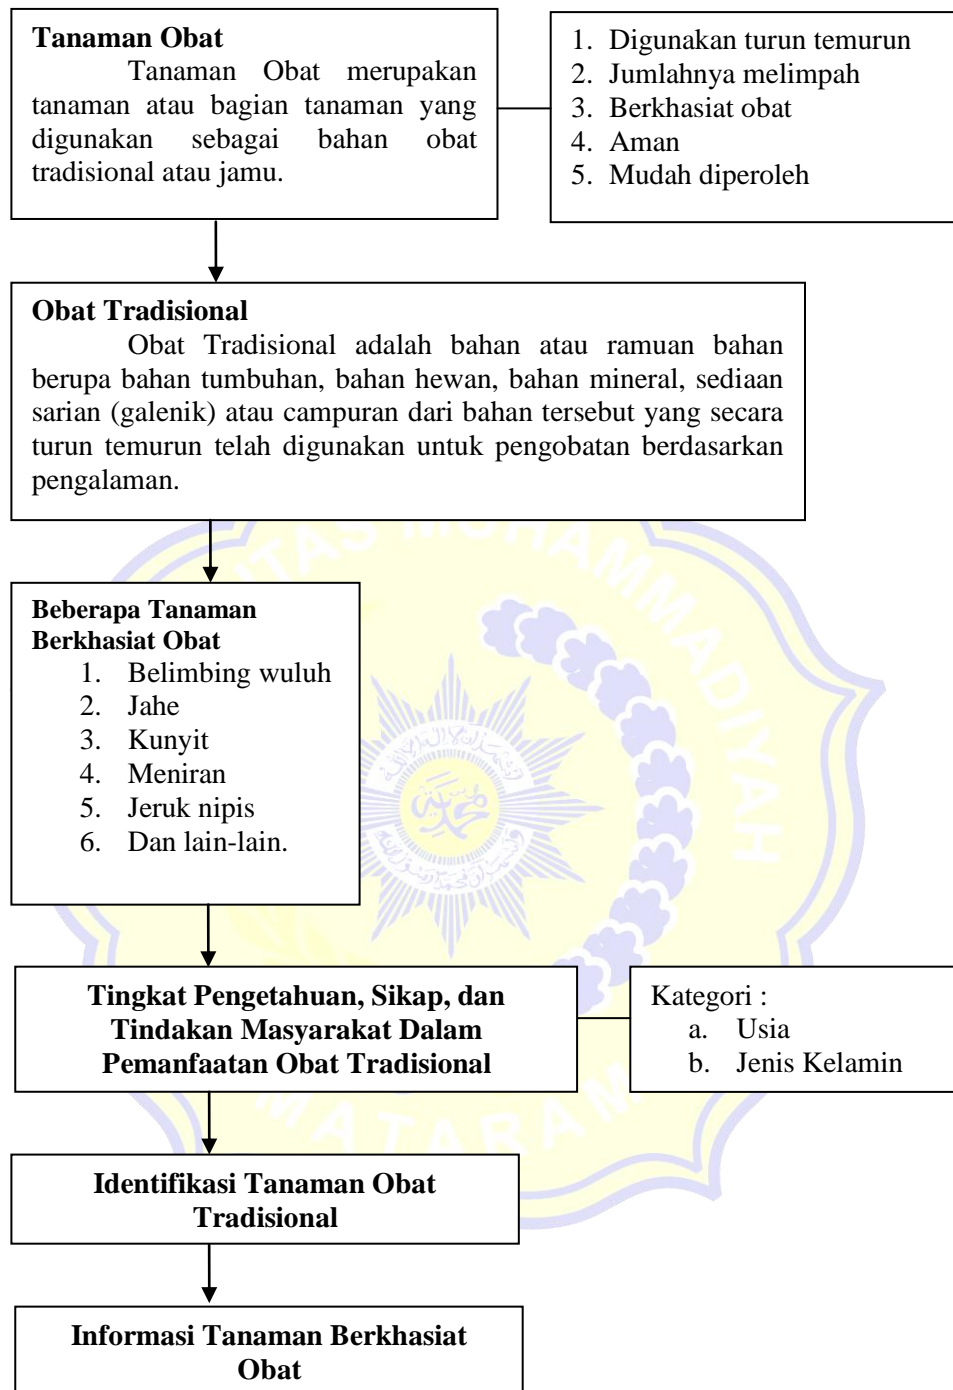 Tanaman Obat
Tanaman Obat merupakan
tanaman atau bagian tanaman yang
digunakan sebagai bahan obat
tradisional atau jamu.
1. Digunakan turun temurun
2. Jumlahnya melimpah
3. Berkhasiat obat
4. Aman
5. Mudah diperoleh
Obat Tradisional
Obat Tradisional adalah bahan atau ramuan bahan
berupa bahan tumbuhan, bahan hewan, bahan mineral, sediaan
sarian (galenik) atau campuran dari bahan tersebut yang secara
turun temurun telah digunakan untuk pengobatan berdasarkan
pengalaman.
Beberapa Tanaman
Berkhasiat Obat
1. Belimbing wuluh
2. Jahe
3. Kunyit
4. Meniran
5. Jeruk nipis
6. Dan lain-lain.
Tingkat Pengetahuan, Sikap, dan
Tindakan Masyarakat Dalam
Pemanfaatan Obat Tradisional
Kategori :
a. Usia
b. Jenis Kelamin
Identifikasi Tanaman Obat
Tradisional
Informasi Tanaman Berkhasiat
Obat
MUHAMMADIYAH
MATARAM